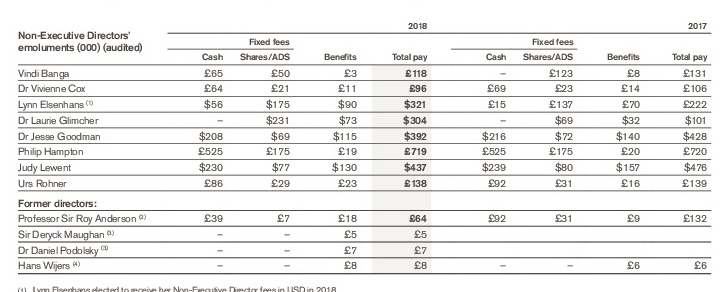 2018 2017
Non-Executive Directors' Fixed fees Fixed fees
emoluments (000) (audited) Cash Shares/ADS Benefits Total pay Cash Shares/ADS Benefits Total pay
Vindi Banga £65 £50 £3 £118 – £123 £8 £131
Dr Vivienne Cox £64 £21 £11 £96 £69 £23 £14 £106
Lynn Elsenhans (1) $56 $175 $90 $321 £15 £137 £70 £222
Dr Laurie Glimcher – $231 $73 $304 – $69 $32 $101
Dr Jesse Goodman $208 $69 $115 $392 $216 $72 $140 $428
Philip Hampton £525 £175 £19 £719 £525 £175 £20 £720
Judy Lewent $230 $77 $130 $437 $239 $80 $157 $476
Urs Rohner £86 £29 £23 £138 £92 £31 £16 £139
Former directors:
Professor Sir Roy Anderson (2) £39 £7 £18 £64 £92 £31 £9 £132
Sir Deryck Maughan (3) – – £5 £5
Dr Daniel Podolsky (3) – – £7 £7
Hans Wijers (4) – – £8 £8 – – £6 £6
(1) Lynn Elsenhans elected to receive her Non-Executive Director fees in USD in 2018